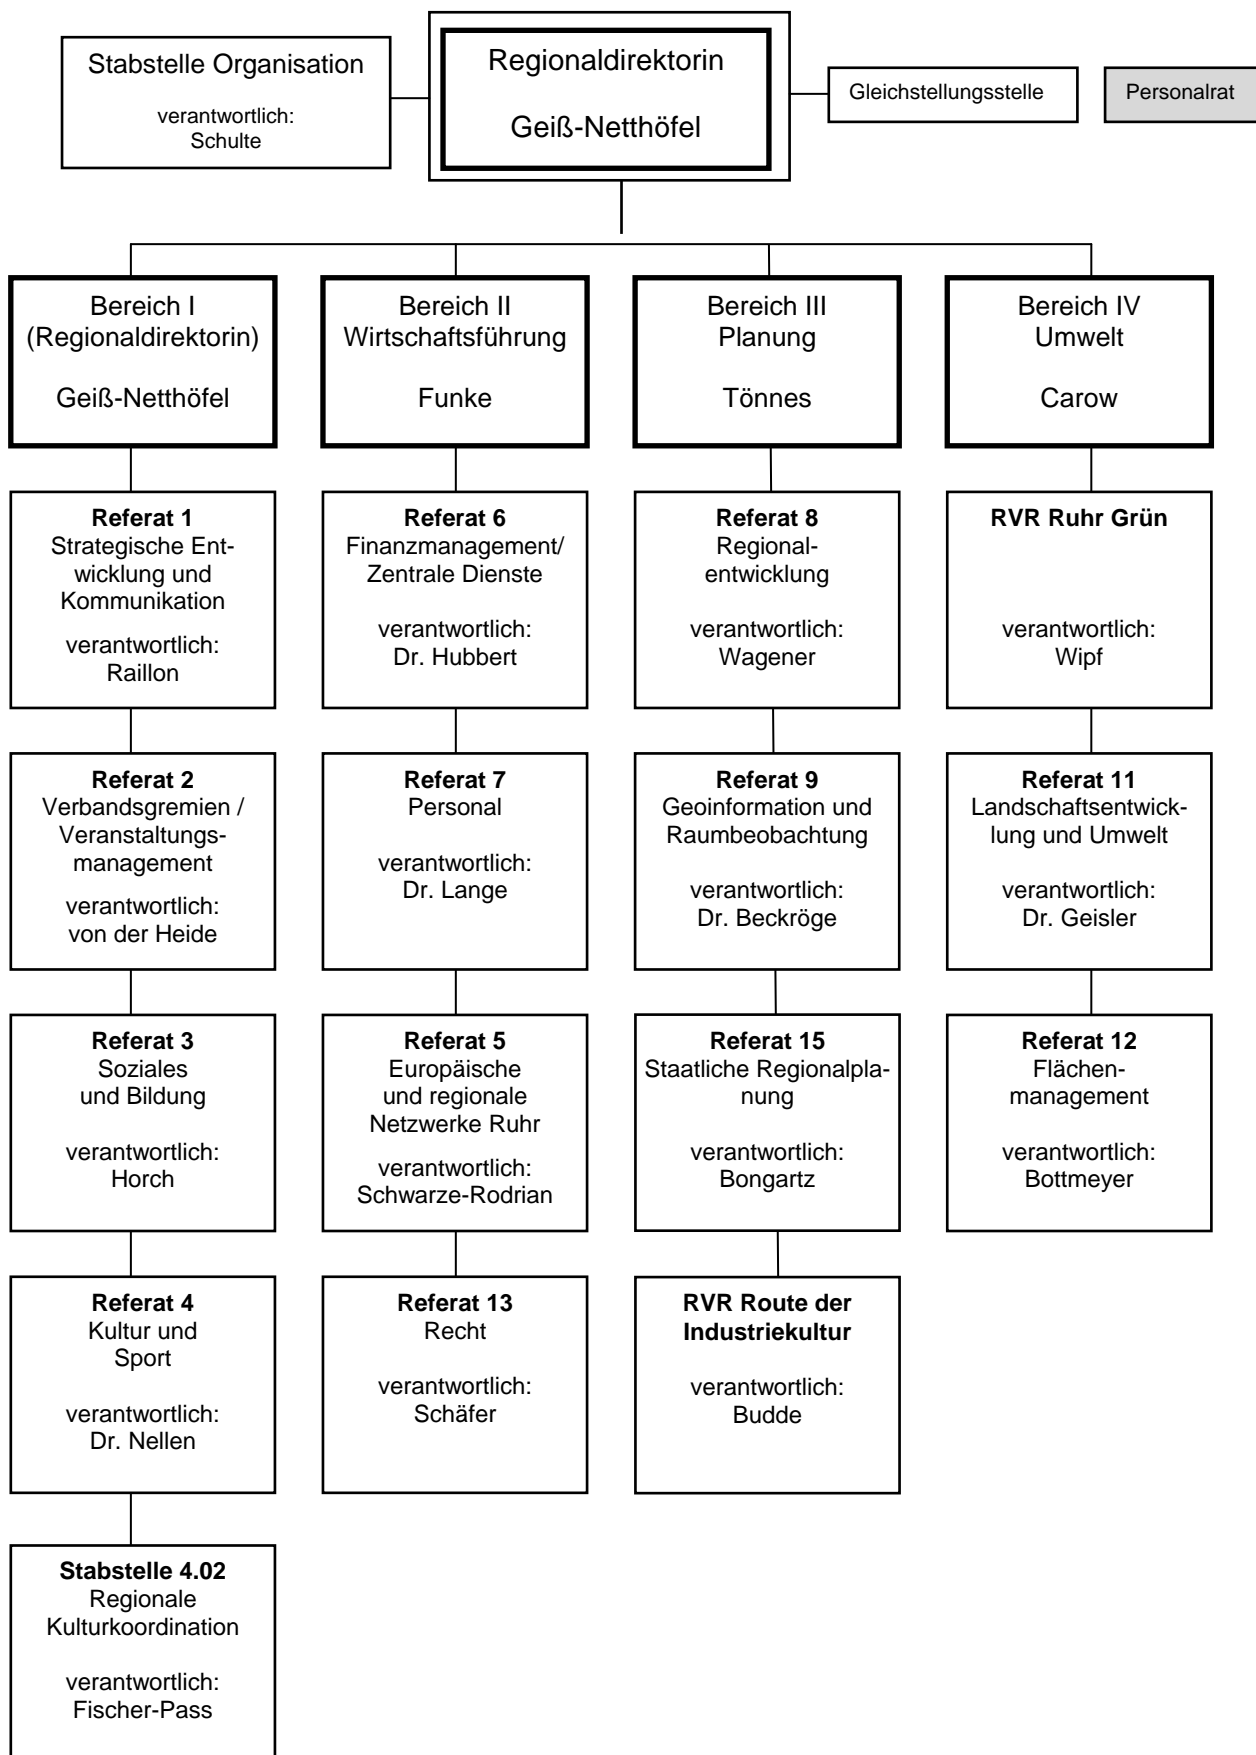 Stabstelle Organisation
verantwortlich:
Schulte
Regionaldirektorin
Geiß-Netthöfel
Gleichstellungsstelle
Personalrat
Bereich I
(Regionaldirektorin)
Geiß-Netthöfel
Bereich II
Wirtschaftsführung
Funke
Bereich III
Planung
Tönnes
Bereich IV
Umwelt
Carow
Referat 1
Strategische Ent-
wicklung und
Kommunikation
verantwortlich:
Raillon
Referat 6
Finanzmanagement/
Zentrale Dienste
verantwortlich:
Dr. Hubbert
Referat 8
Regional-
entwicklung
verantwortlich:
Wagener
RVR Ruhr Grün
verantwortlich:
Wipf
Referat 2
Verbandsgremien /
Veranstaltungs-
management
verantwortlich:
von der Heide
Referat 7
Personal
verantwortlich:
Dr. Lange
Referat 9
Geoinformation und
Raumbeobachtung
verantwortlich:
Dr. Beckröge
Referat 11
Landschaftsentwick-
lung und Umwelt
verantwortlich:
Dr. Geisler
Referat 3
Soziales
und Bildung
verantwortlich:
Horch
Referat 5
Europäische
und regionale
Netzwerke Ruhr
verantwortlich:
Schwarze-Rodrian
Referat 15
Staatliche Regionalpla-
nung
verantwortlich:
Bongartz
Referat 12
Flächen-
management
verantwortlich:
Bottmeyer
Referat 4
Kultur und
Sport
verantwortlich:
Dr. Nellen
Referat 13
Recht
verantwortlich:
Schäfer
RVR Route der
Industriekultur
verantwortlich:
Budde
Stabstelle 4.02
Regionale
Kulturkoordination
verantwortlich:
Fischer-Pass